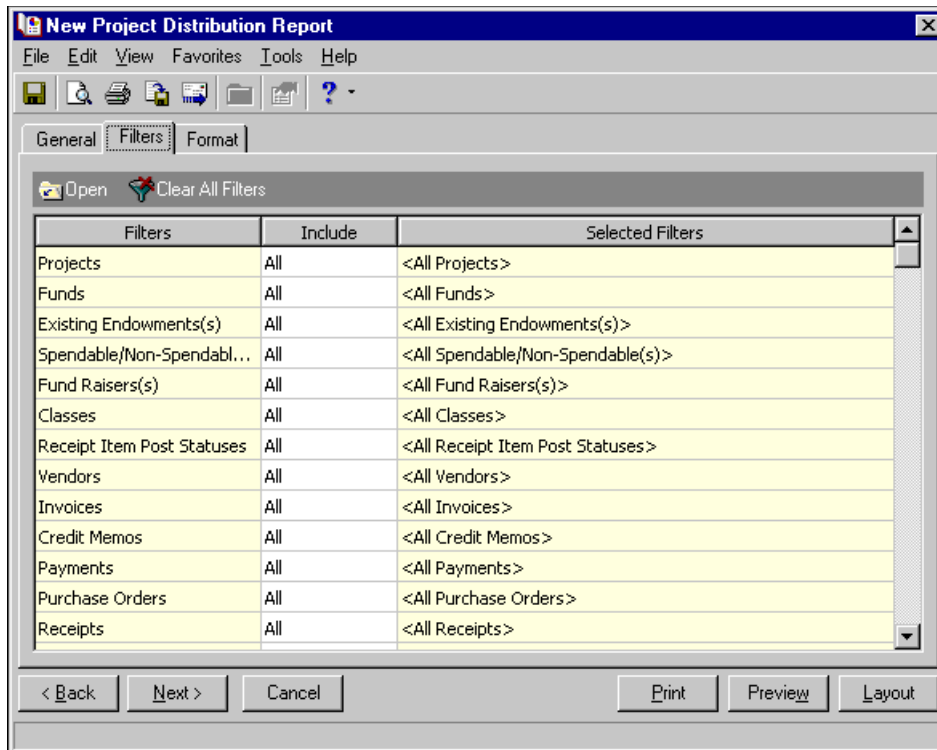 New Project Distribution Report
File Edit View Favorites Tools Help
General Filters Format
Open Clear All Filters
Filters Include Selected Filters
Projects All <All Projects>
Funds All <All Funds>
Existing Endowments(s) All <All Existing Endowments(s)>
Spendable/Non-Spendabl... All <All Spendable/Non-Spendable(s)>
Fund Raisers(s) All <All Fund Raisers(s)>
Classes All <All Classes>
Receipt Item Post Statuses All <All Receipt Item Post Statuses>
Vendors All <All Vendors>
Invoices All <All Invoices>
Credit Memos All <All Credit Memos>
Payments All <All Payments>
Purchase Orders All <All Purchase Orders>
Receipts All <All Receipts>
< Back Next > Cancel Print Preview Layout